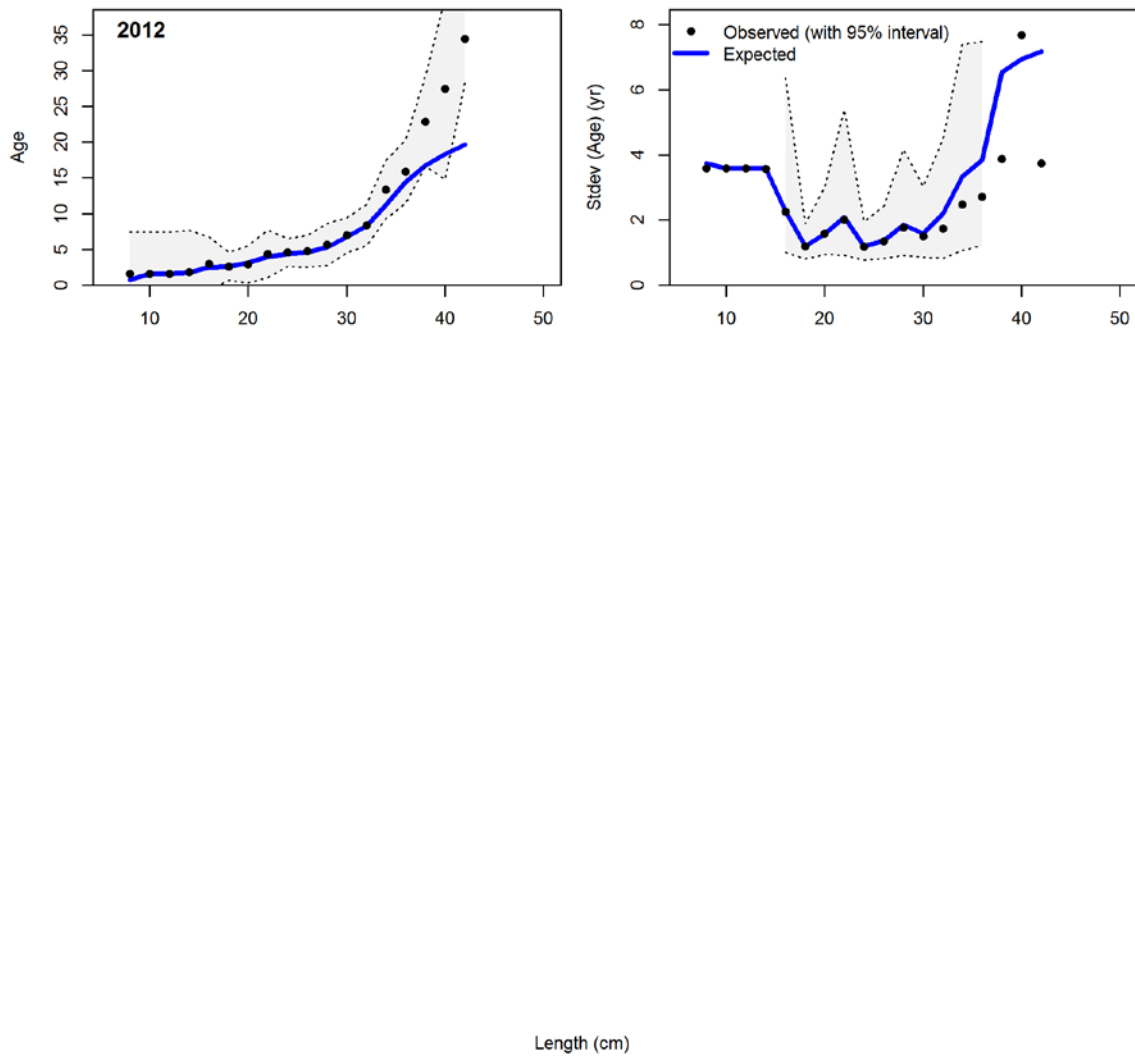 2012
Age
0 5 10 15 20 25 30 35
10 20 30 40 50
Observed (with 95% interval)
Expected
Stdev (Age) (yr)
0 2 4 6 8
10 20 30 40 50
Length (cm)